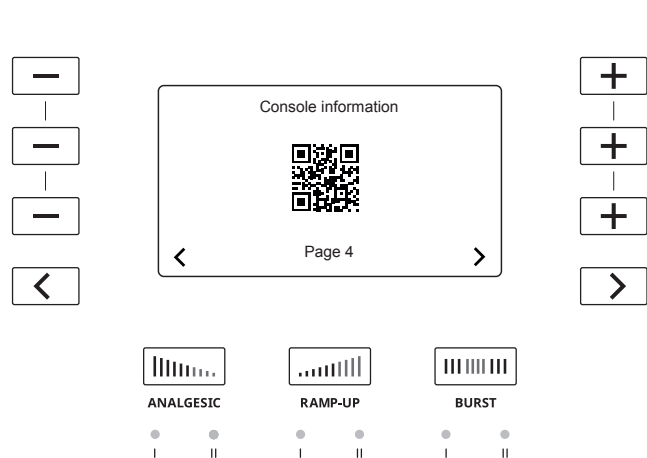 Console information
Page 4
ANALGESIC RAMP-UP BURST
I II I II I II